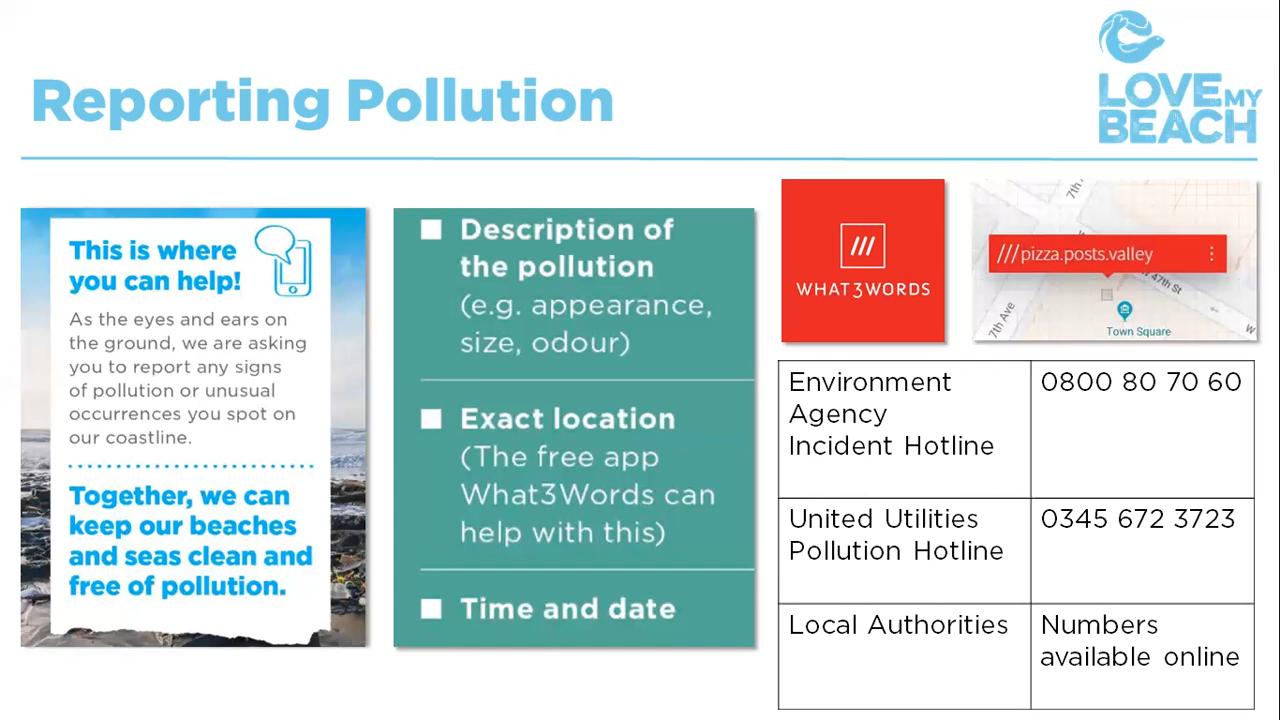 Reporting Pollution
LOVE MY
BEACH
This is where
you can help!
As the eyes and ears on
the ground, we are asking
you to report any signs
of pollution or unusual
occurrences you spot on
our coastline.
Together, we can
keep our beaches
and seas clean and
free of pollution.
Description of
the pollution
(e.g. appearance,
size, odour)
Exact location
(The free app
What3Words can
help with this)
Time and date
///
WHAT3WORDS
7th A
W
///pizza.posts.valley
W 47th St
7th Ave
Town Square
W
Environment
Agency
Incident Hotline
0800 80 70 60
United Utilities
Pollution Hotline
0345 672 3723
Local Authorities
Numbers
available online